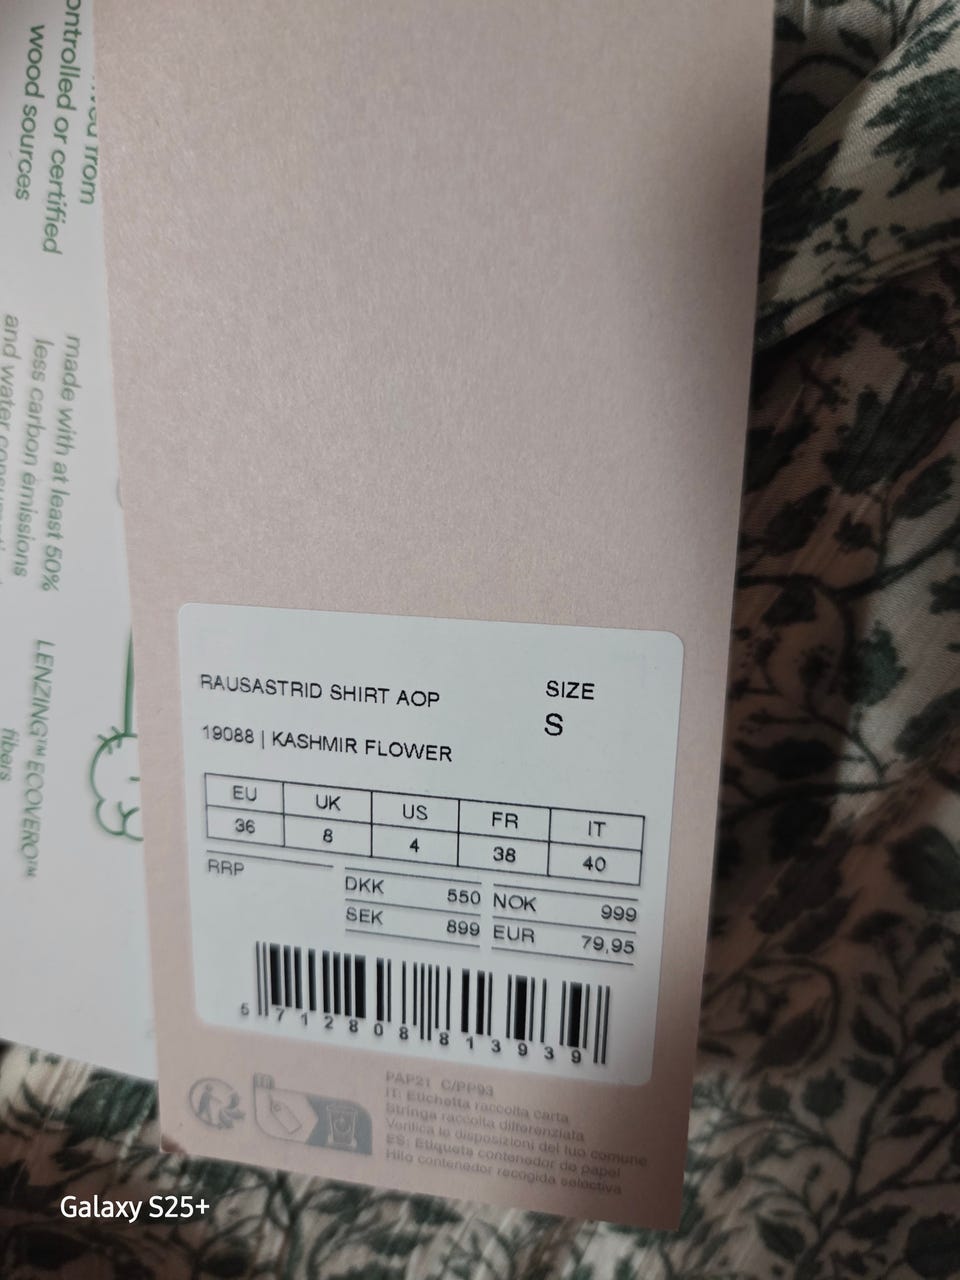 from
controlled or certified
wood sources
made with at least 50%
less carbon emissions
and water
LENZING™ ECOVERO™
fibers
RAUSASTRID SHIRT AOP
SIZE
19088 | KASHMIR FLOWER
S
EU UK US FR IT
36 8 4 38 40
RRP
DKK 550 NOK 999
SEK 899 EUR 79,95
5712808813939
PAP21 C/PP93
IT: Etichetta raccolta carta
Stringa raccolta differenziata
Verifica le disposizioni del tuo comune
ES: Etiqueta contenedor de papel
Hilo contenedor recogida selectiva
Galaxy S25+